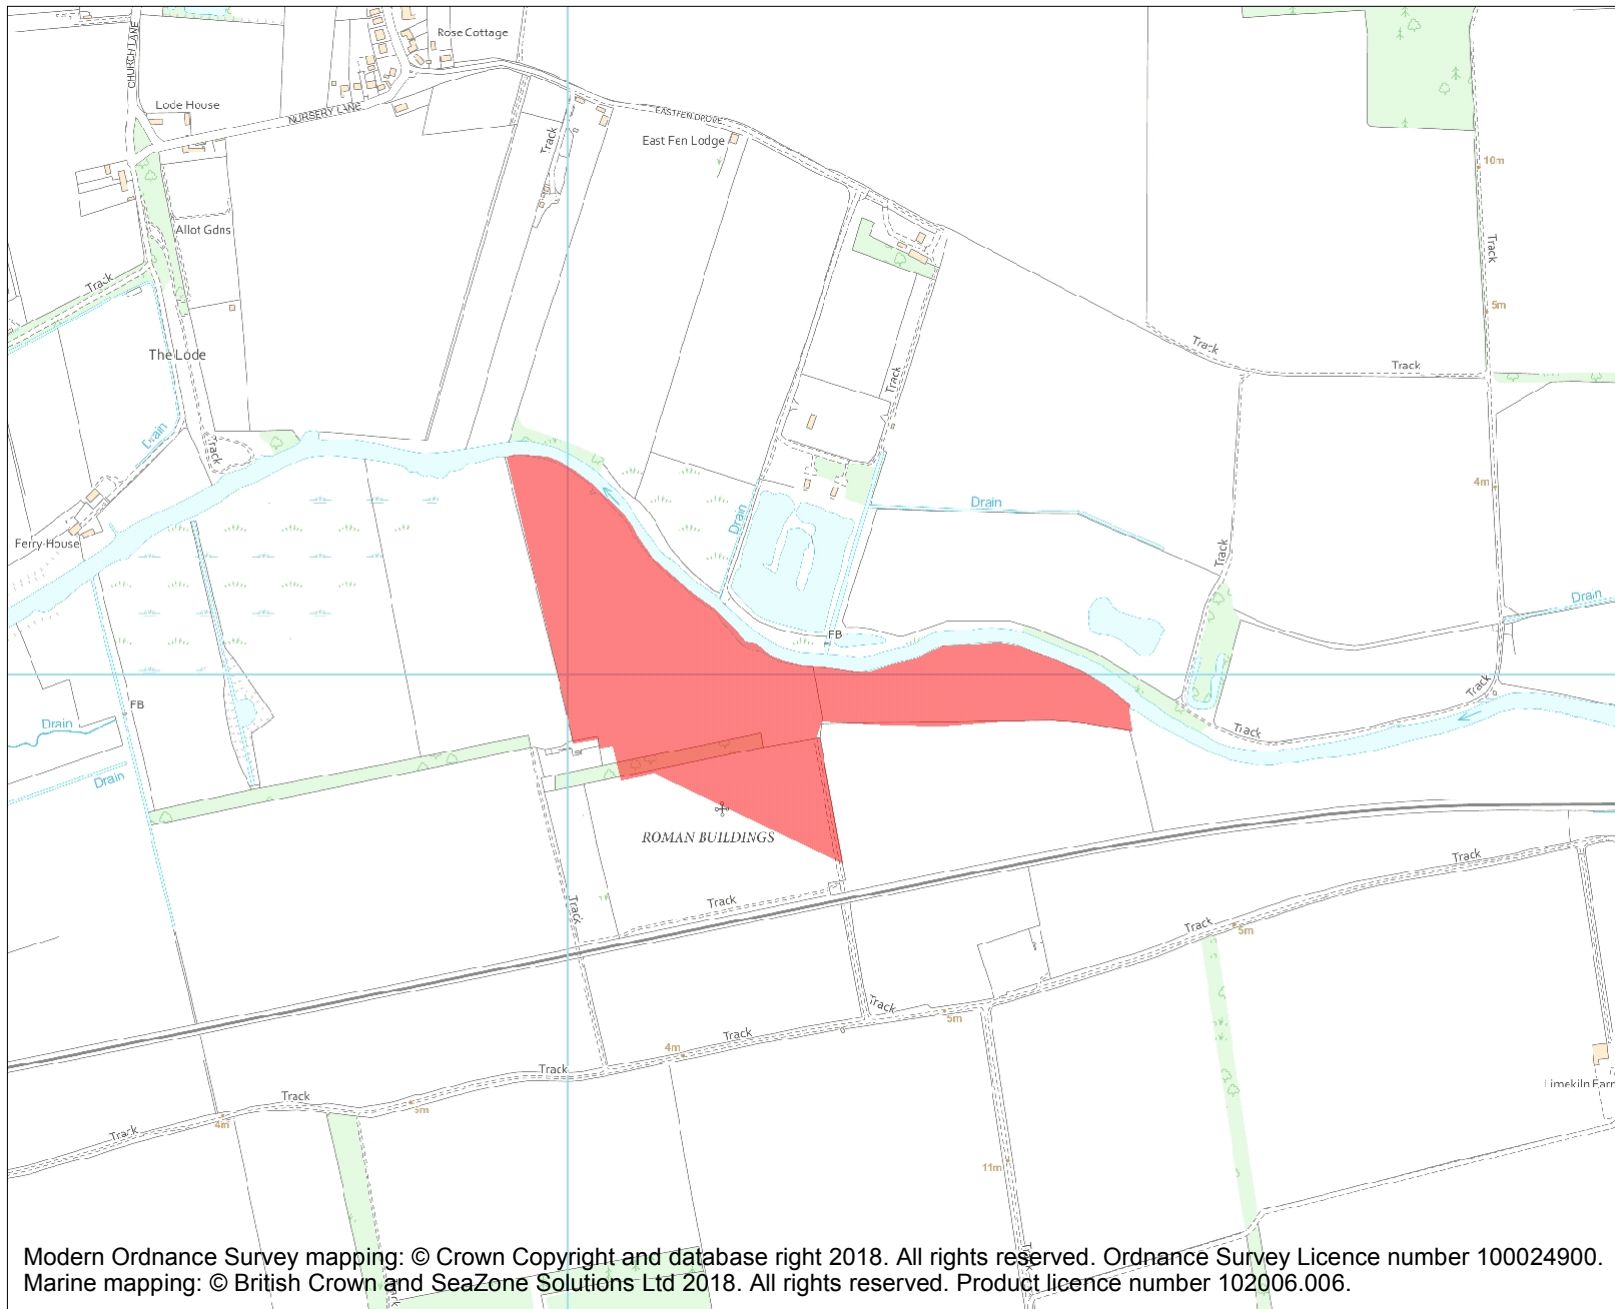 Rose Cottage
CHURCH LANE
Lode House
NURSERY LANE
EAST FEN DROVE
East Fen Lodge
Track
10m
Allot Gdns
Track
Track
5m
The Lode
Track
Track
Track
Drain
Track
4m
Drain
Drain
Ferry House
Track
Drain
FB
FB
Drain
Track
Track
Drain
ROMAN BUILDINGS
Track
Track
Track
Track
5m
Track
5m
Track
4m
Track
Track
5m
4m
Track
Limekiln Farm
11m
Track
Modern Ordnance Survey mapping: © Crown Copyright and database right 2018. All rights reserved. Ordnance Survey Licence number 100024900.
Marine mapping: © British Crown and SeaZone Solutions Ltd 2018. All rights reserved. Product licence number 102006.006.